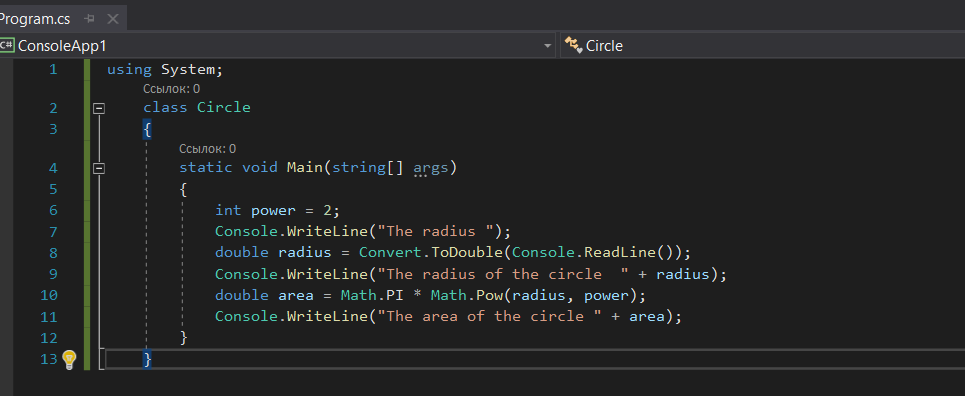 Program.cs
C# ConsoleApp1 Circle
1 using System;
Ссылок: 0
2 class Circle
3 {
Ссылок: 0
4 static void Main(string[] args)
5 {
6 int power = 2;
7 Console.WriteLine("The radius ");
8 double radius = Convert.ToDouble(Console.ReadLine());
9 Console.WriteLine("The radius of the circle  " + radius);
10 double area = Math.PI * Math.Pow(radius, power);
11 Console.WriteLine("The area of the circle " + area);
12 }
13 }